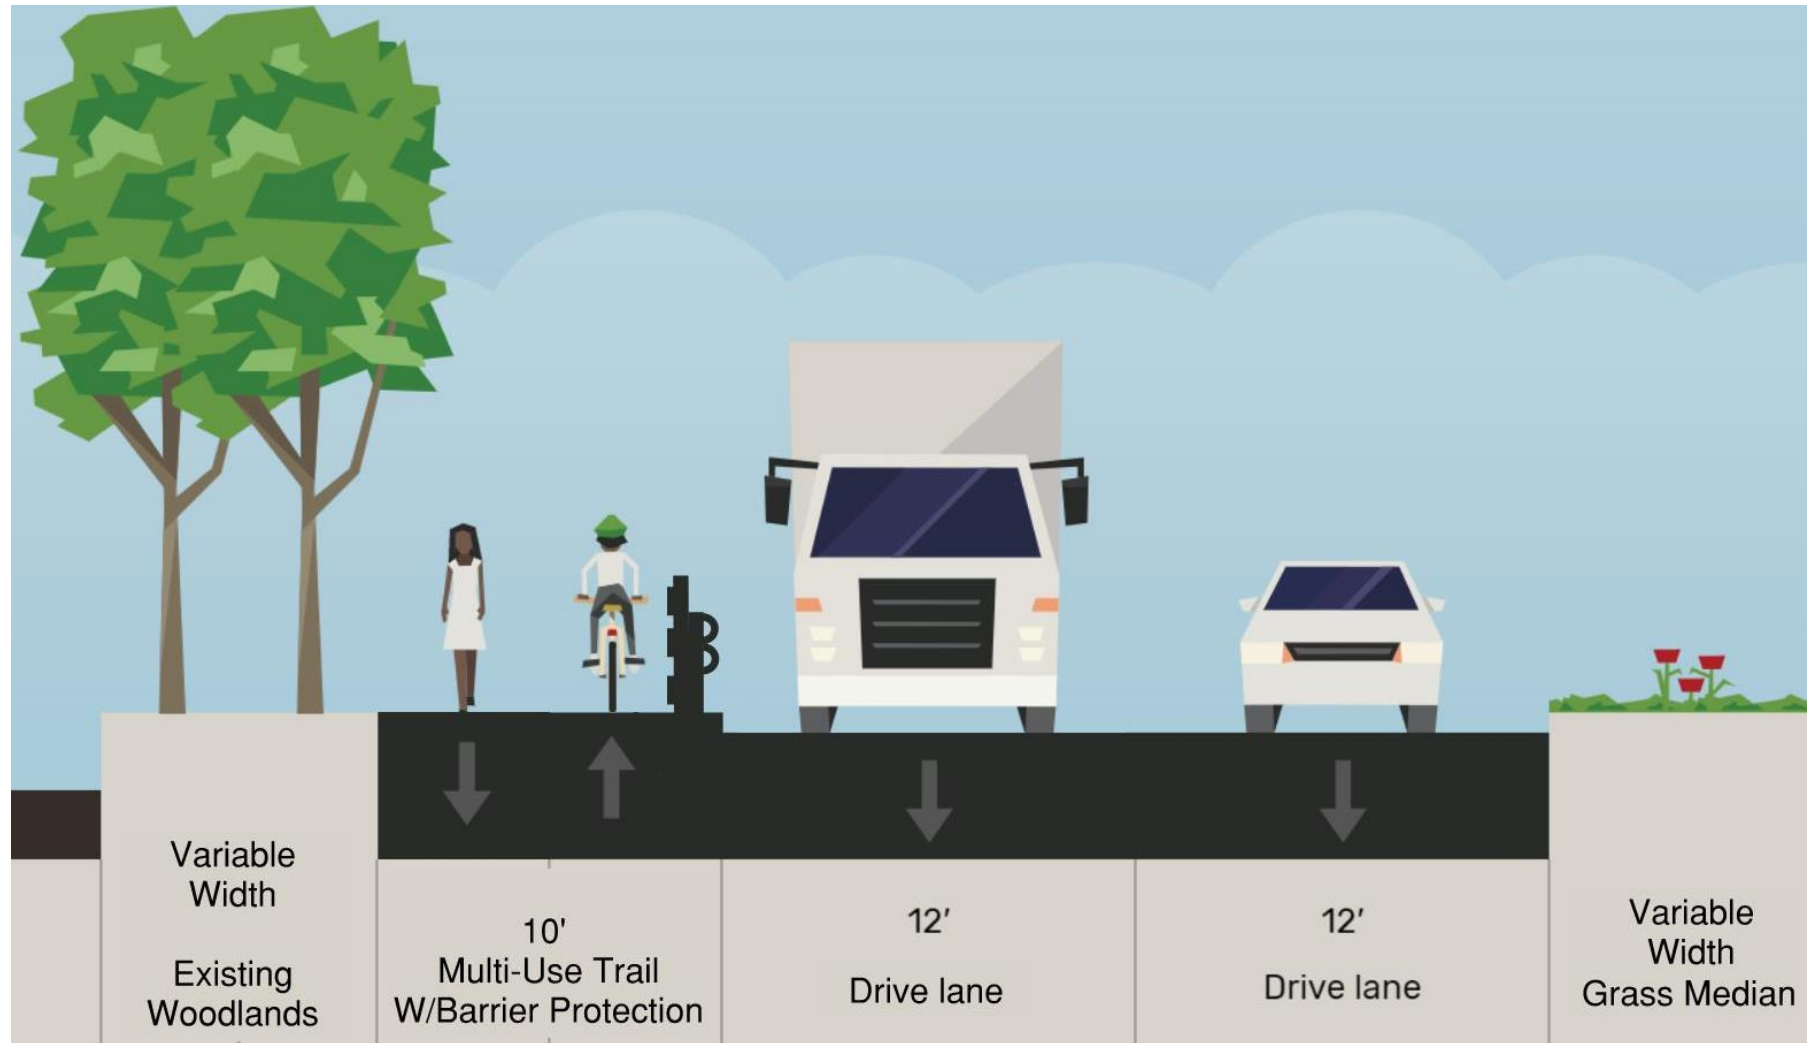 Variable
Width
Existing
Woodlands
10'
Multi-Use Trail
W/Barrier Protection
12'
Drive lane
12'
Drive lane
Variable
Width
Grass Median